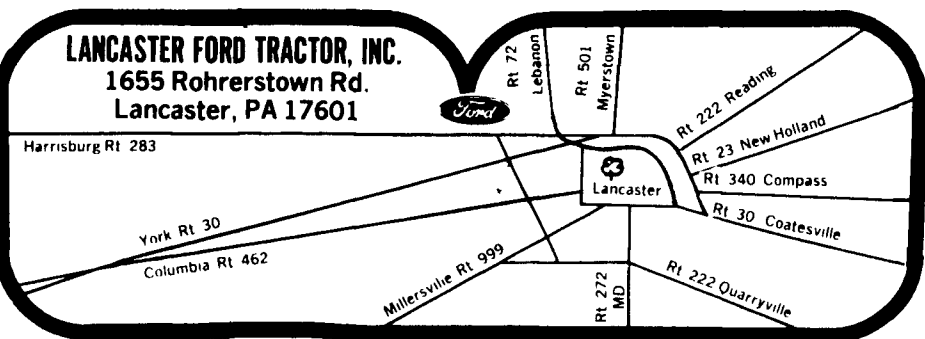 LANCASTER FORD TRACTOR, INC.
1655 Rohrerstown Rd.
Lancaster, PA 17601
Ford
Rt 72
Lebanon
Rt 501
Myerstown
Rt 222 Reading
Rt 23 New Holland
Rt 340 Compass
Rt 30 Coatesville
Harrisburg Rt 283
Lancaster
York Rt 30
Columbia Rt 462
Millersville Rt 999
Rt 272
MD
Rt 222 Quarryville